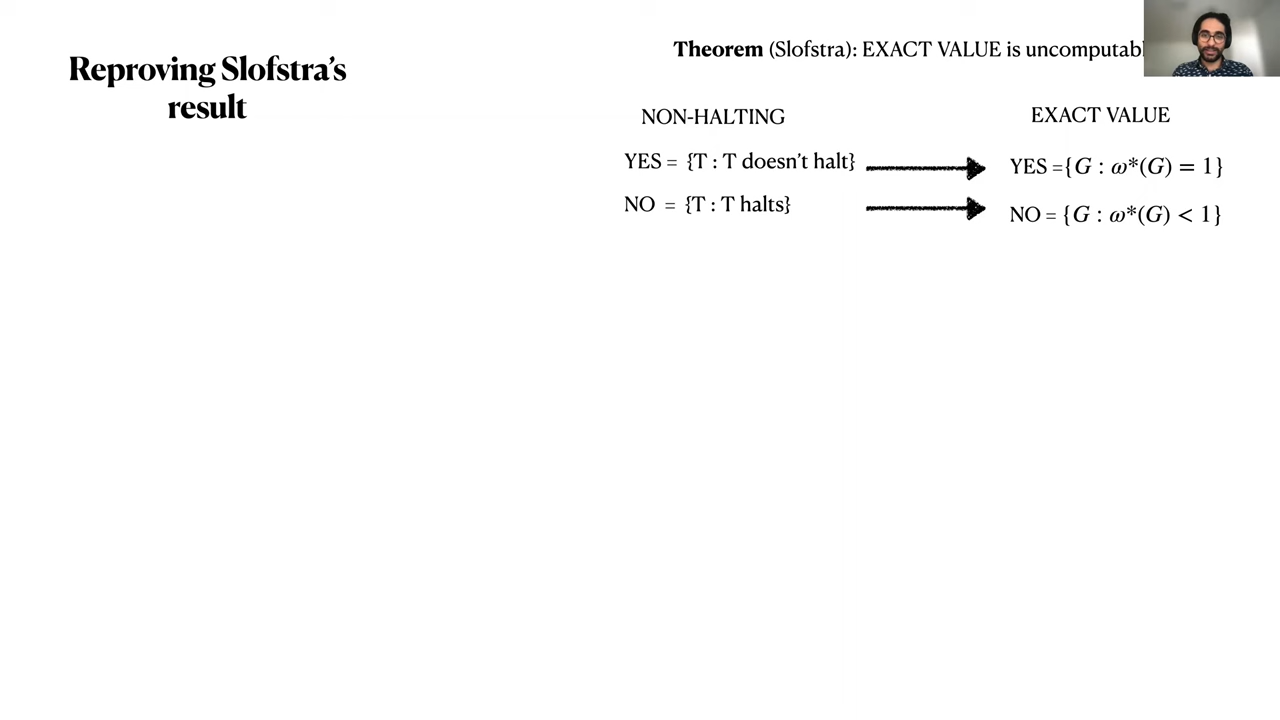 Reproving Slofstra's
result
Theorem (Slofstra): EXACT VALUE is
NON-HALTING
EXACT VALUE
YES = {T : T doesn't halt}
YES ={G : ω*(G) = 1}
NO = {T : T halts}
NO = {G : ω*(G) < 1}